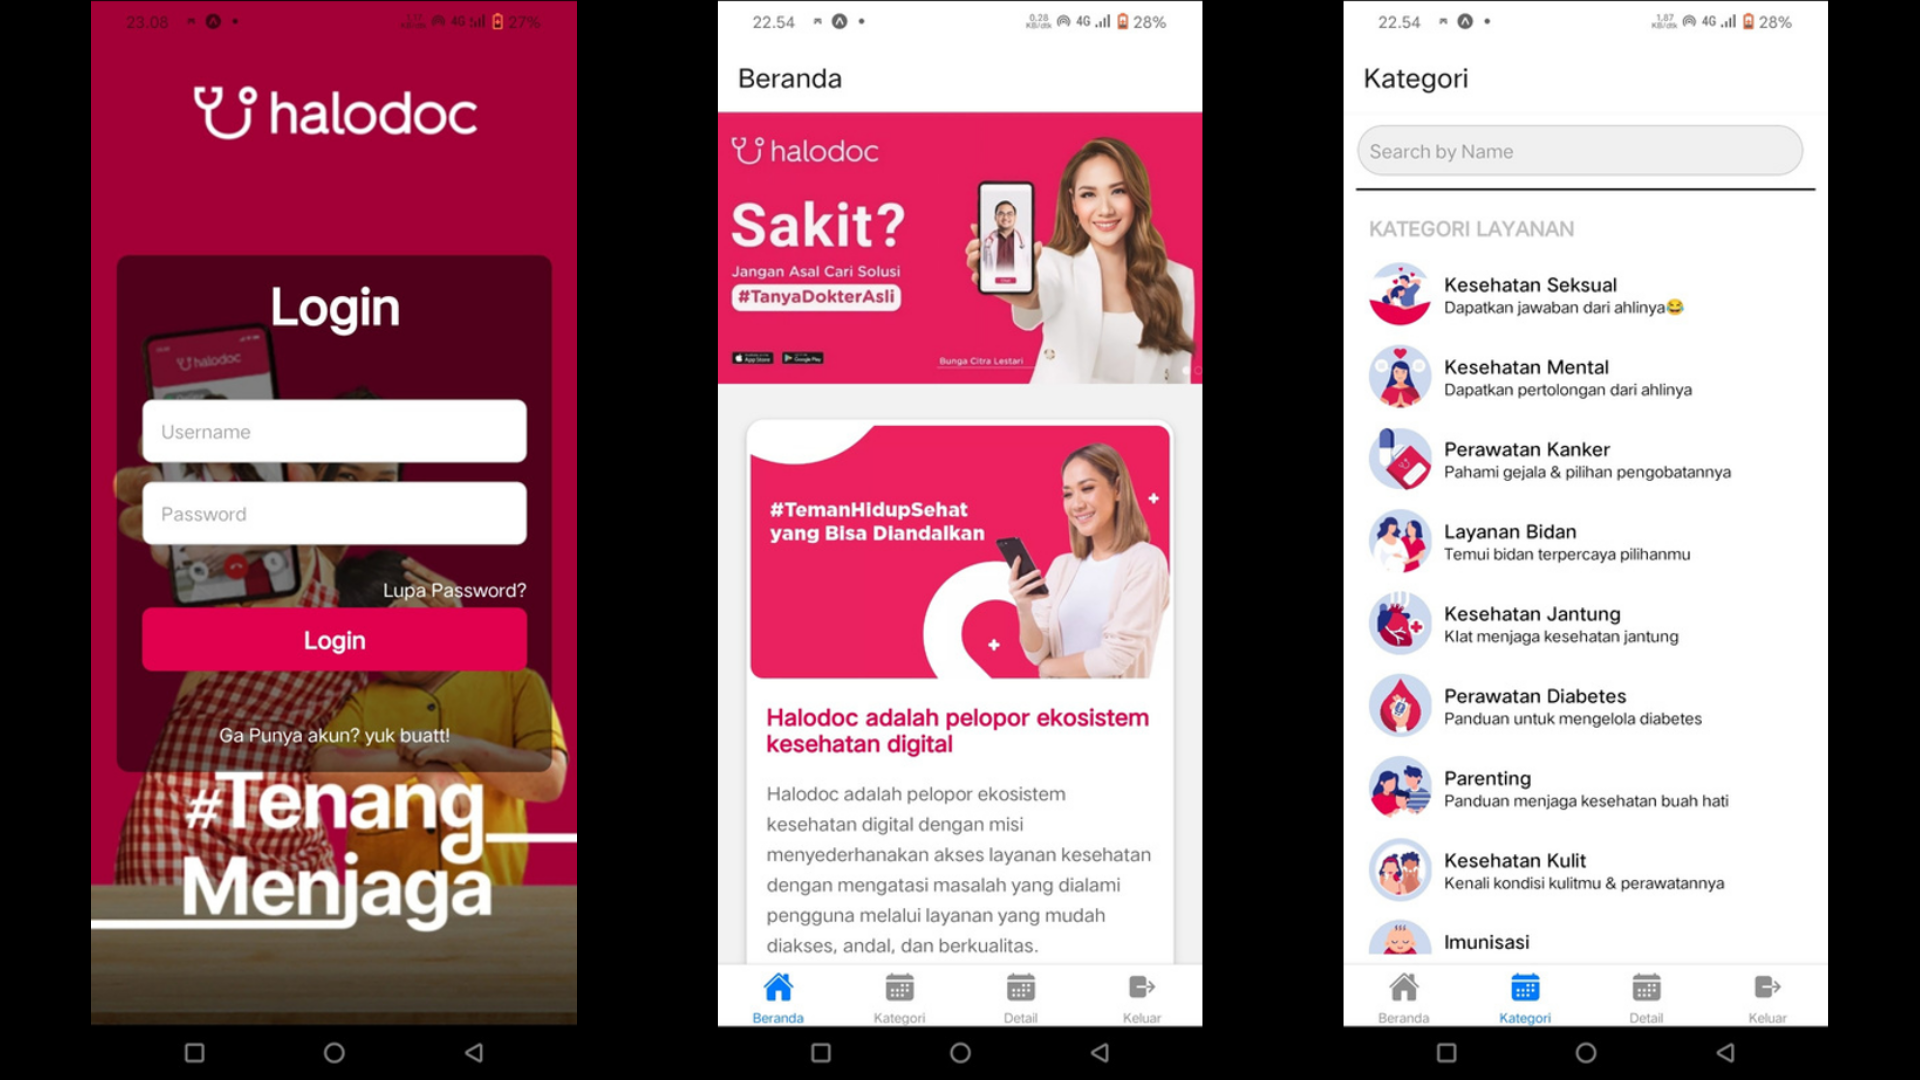 23.08
4G
27%
halodoc
Login
halodoc
Username
Password
Lupa Password?
Login
Ga Punya akun? yuk buatt!
#Tenang
Menjaga
22.54
0,28
KB/dtk
4G
28%
Beranda
halodoc
Sakit?
Jangan Asal Cari Solusi
#TanyaDokterAsli
App Store
Google Play
Bunga Citra Lestari
#TemanHidupSehat
yang Bisa Diandalkan
Halodoc adalah pelopor ekosistem
kesehatan digital
Halodoc adalah pelopor ekosistem
kesehatan digital dengan misi
menyederhanakan akses layanan kesehatan
dengan mengatasi masalah yang dialami
pengguna melalui layanan yang mudah
diakses, andal, dan berkualitas.
Beranda
Kategori
Detail
Keluar
22.54
1,87
KB/dtk
4G
28%
Kategori
Search by Name
KATEGORI LAYANAN
Kesehatan Seksual
Dapatkan jawaban dari ahlinya😂
Kesehatan Mental
Dapatkan pertolongan dari ahlinya
Perawatan Kanker
Pahami gejala & pilihan pengobatannya
Layanan Bidan
Temui bidan terpercaya pilihanmu
Kesehatan Jantung
KIat menjaga kesehatan jantung
Perawatan Diabetes
Panduan untuk mengelola diabetes
Parenting
Panduan menjaga kesehatan buah hati
Kesehatan Kulit
Kenali kondisi kulitmu & perawatannya
Imunisasi
Beranda
Kategori
Detail
Keluar